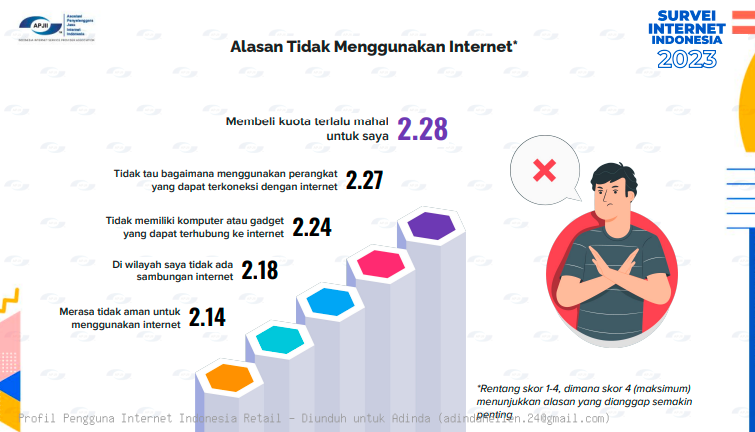 APJII
Asosiasi
Penyelenggara
Jasa
Internet
Indonesia
SURVEI
INTERNET
INDONESIA
2023
Alasan Tidak Menggunakan Internet*
Membeli kuota terlalu mahal
untuk saya
2.28
Tidak tau bagaimana menggunakan perangkat
yang dapat terkoneksi dengan internet
2.27
Tidak memiliki komputer atau gadget
yang dapat terhubung ke internet
2.24
Di wilayah saya tidak ada
sambungan internet
2.18
Merasa tidak aman untuk
menggunakan internet
2.14
*Rentang skor 1-4, dimana skor 4 (maksimum)
menunjukkan alasan yang dianggap semakin
penting
Profil Pengguna Internet Indonesia Retail - Diunduh untuk Adinda (adindahellen.24@gmail.com)